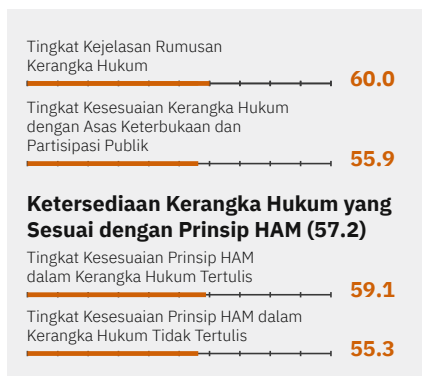 Tingkat Kejelasan Rumusan
Kerangka Hukum
60.0
Tingkat Kesesuaian Kerangka Hukum
dengan Asas Keterbukaan dan
Partisipasi Publik
55.9
Ketersediaan Kerangka Hukum yang
Sesuai dengan Prinsip HAM (57.2)
Tingkat Kesesuaian Prinsip HAM
dalam Kerangka Hukum Tertulis
59.1
Tingkat Kesesuaian Prinsip HAM dalam
Kerangka Hukum Tidak Tertulis
55.3